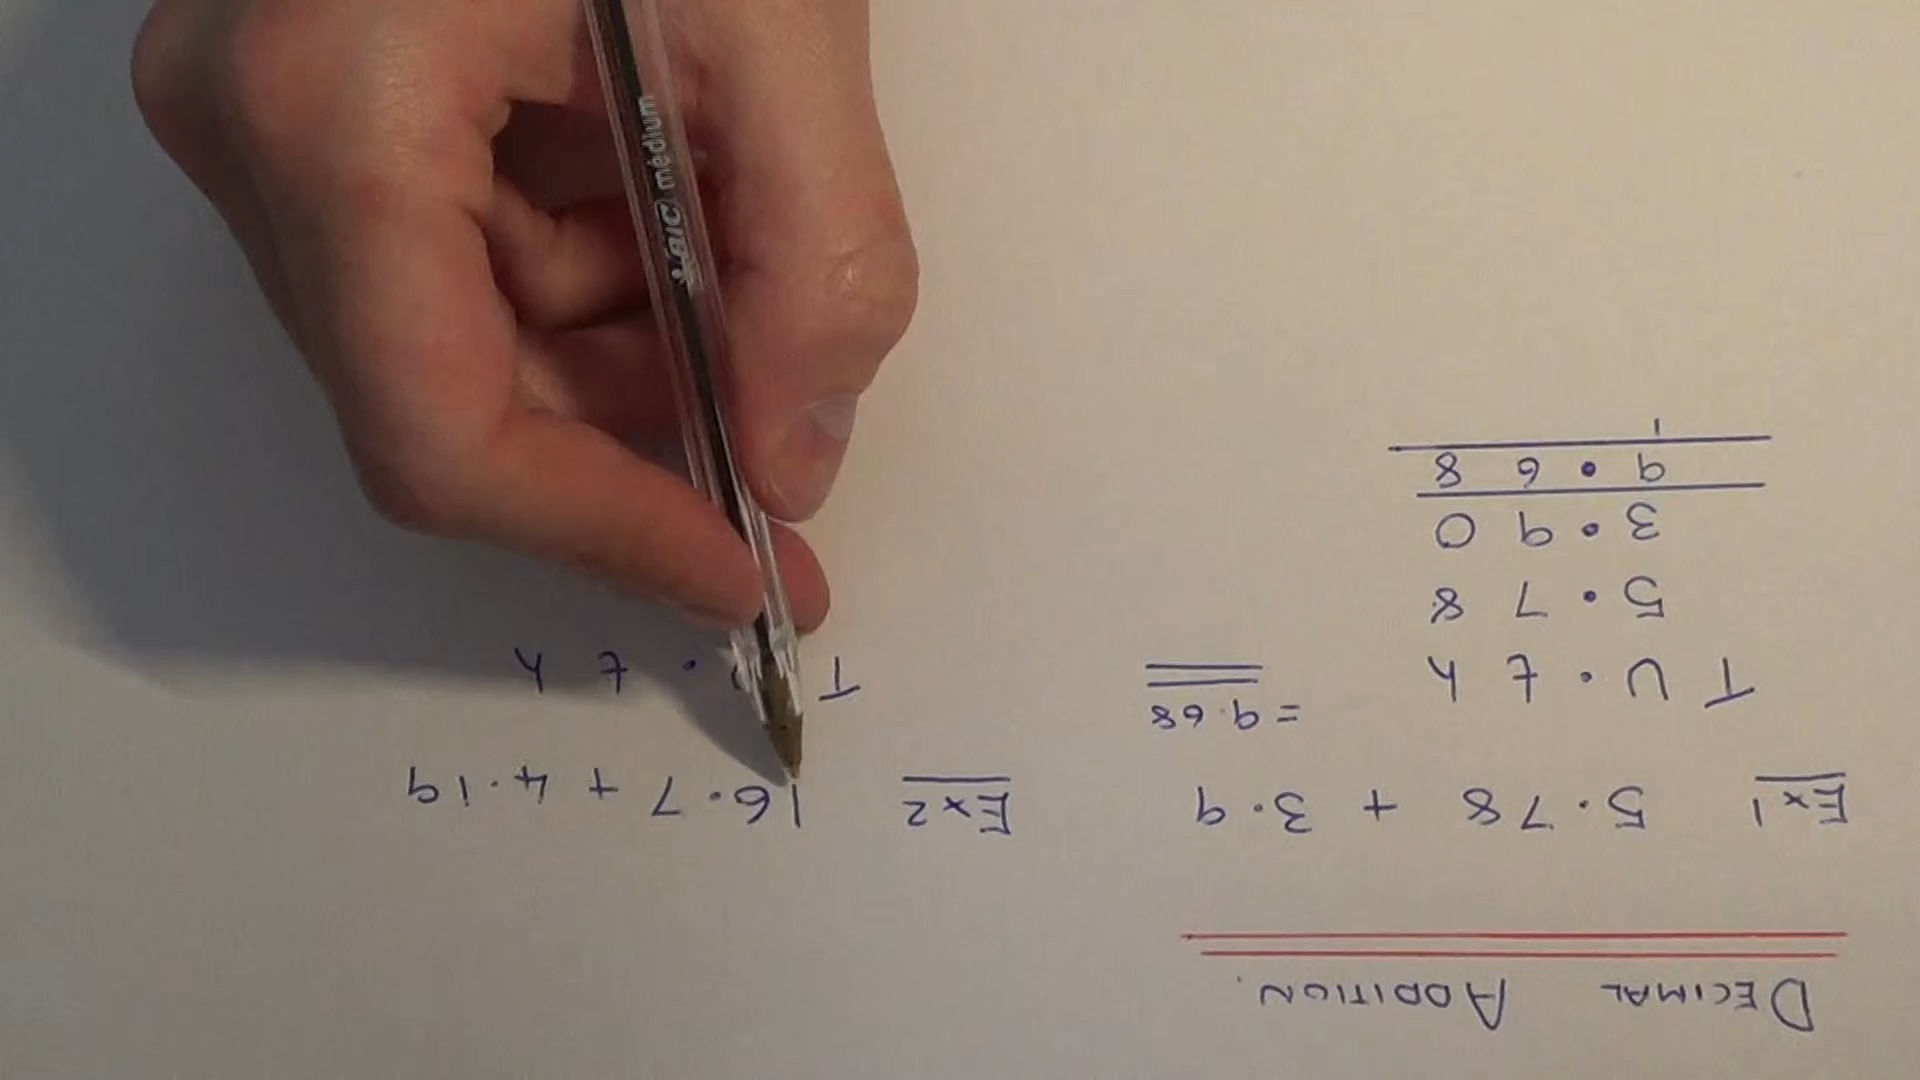 DECIMAL ADDITION.
Ex1 5.78 + 3.9
= 9.68
T U . t h
5 . 7 8
3 . 9 0
9 . 6 8
1
Ex2 16.7 + 4.19
T . t h
BIC médium